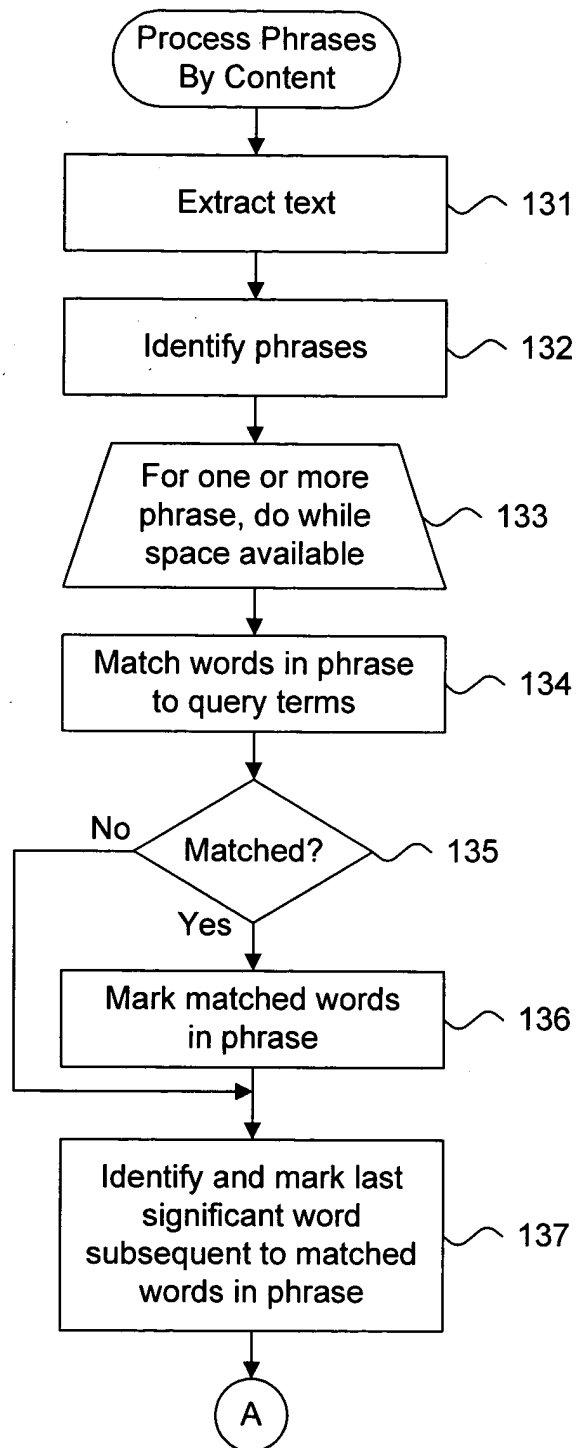 Process Phrases
By Content
Extract text
131
Identify phrases
132
For one or more
phrase, do while
space available
133
Match words in phrase
to query terms
134
No
Matched?
135
Yes
Mark matched words
in phrase
136
Identify and mark last
significant word
subsequent to matched
words in phrase
137
A